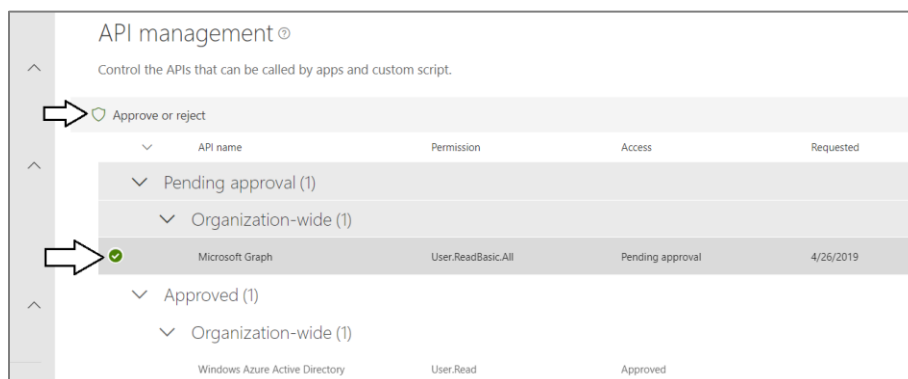 API management
Control the APIs that can be called by apps and custom script.
Approve or reject
API name Permission Access Requested
Pending approval (1)
Organization-wide (1)
Microsoft Graph User.ReadBasic.All Pending approval 4/26/2019
Approved (1)
Organization-wide (1)
Windows Azure Active Directory User.Read Approved